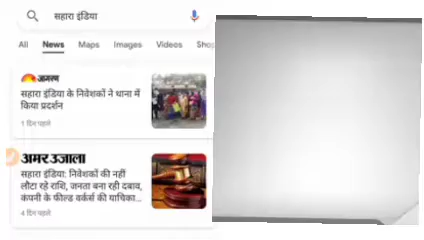 सहारा इंडिया
All News Maps Images Videos
जागरण
सहारा इंडिया के निवेशकों ने थाना में
किया प्रदर्शन
1 दिन पहले
अमर उजाला
सहारा इंडिया: निवेशकों की नहीं
लौटा रहे राशि, जनता बना रही दबाव,
कंपनी के फील्ड वर्कर्स की याचिका...
4 दिन पहले